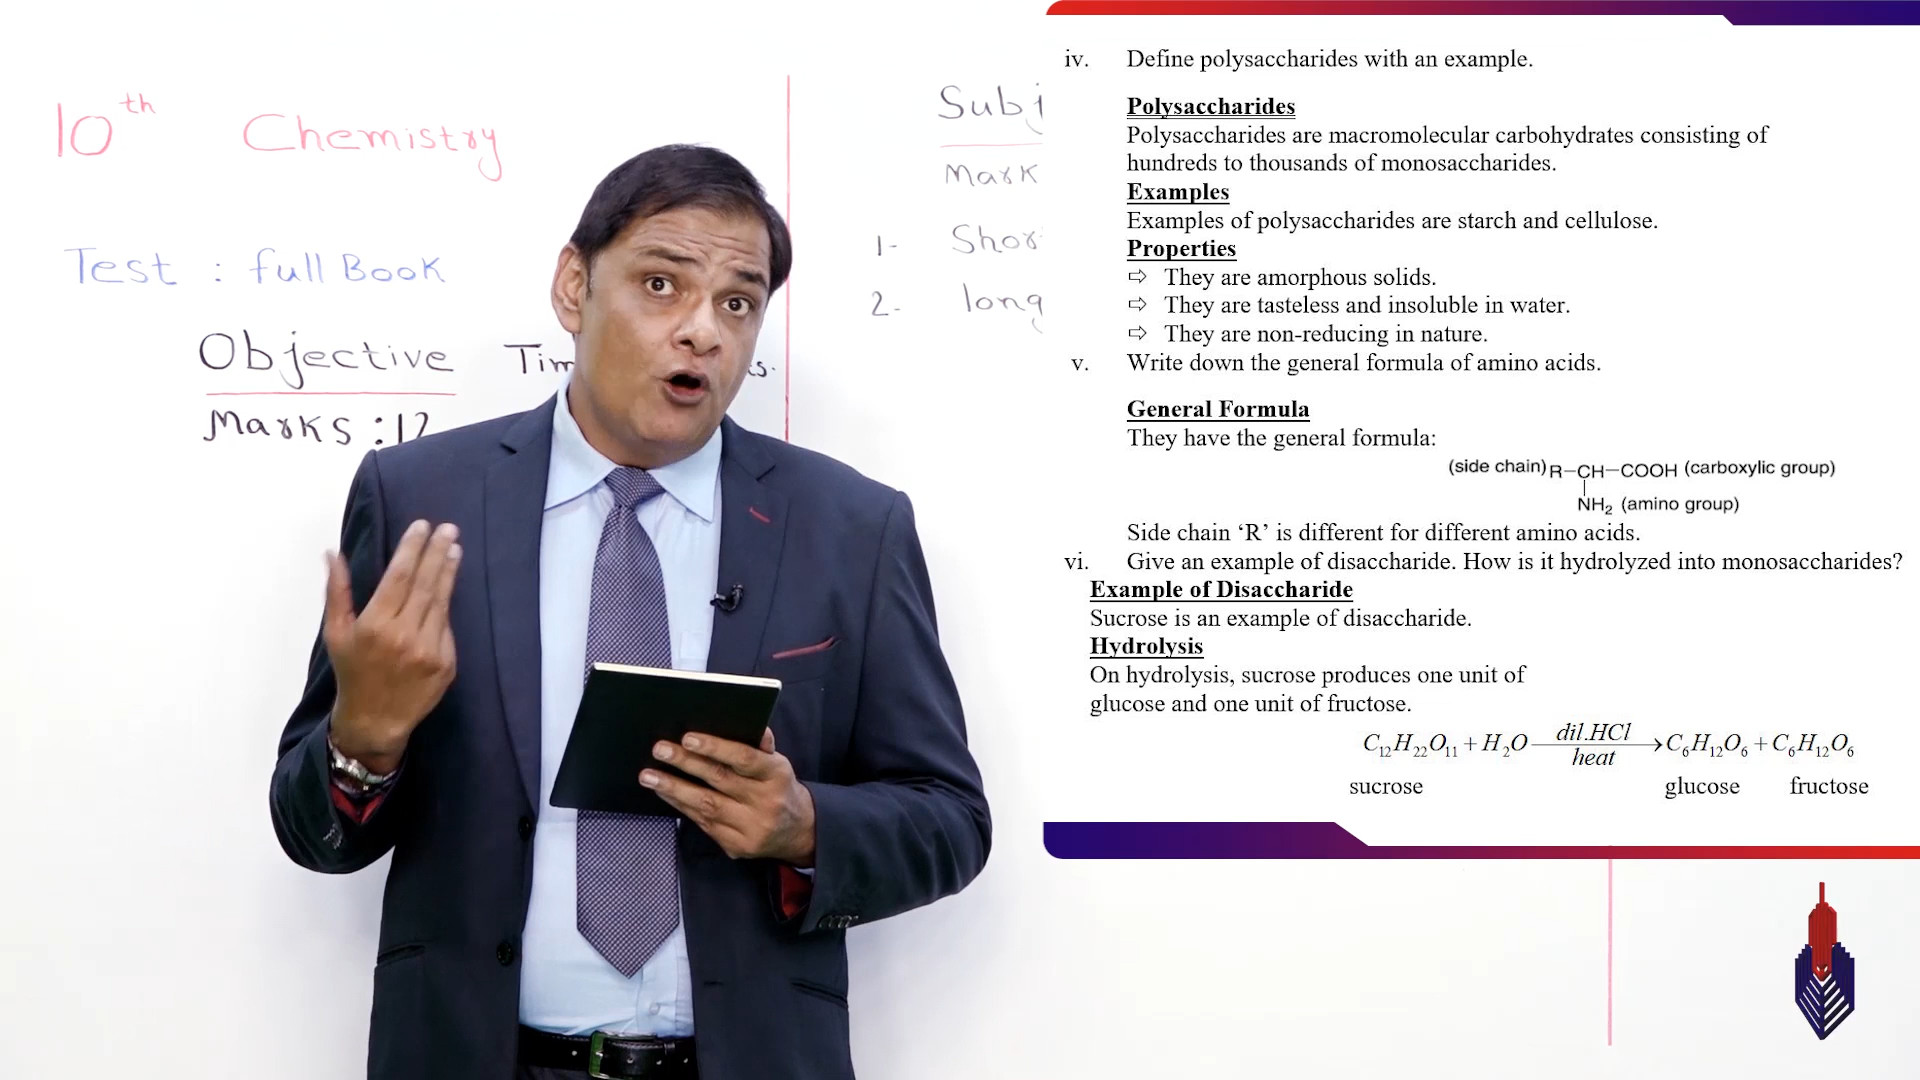 10th Chemistry
Test : full Book
Objective
Marks : 12
1-
2- long
iv. Define polysaccharides with an example.
Polysaccharides
Polysaccharides are macromolecular carbohydrates consisting of
hundreds to thousands of monosaccharides.
Examples
Examples of polysaccharides are starch and cellulose.
Properties
⇨ They are amorphous solids.
⇨ They are tasteless and insoluble in water.
⇨ They are non-reducing in nature.
v. Write down the general formula of amino acids.
General Formula
They have the general formula:
(side chain) R–CH–COOH (carboxylic group)
NH₂ (amino group)
Side chain ‘R’ is different for different amino acids.
vi. Give an example of disaccharide. How is it hydrolyzed into monosaccharides?
Example of Disaccharide
Sucrose is an example of disaccharide.
Hydrolysis
On hydrolysis, sucrose produces one unit of
glucose and one unit of fructose.
dil.HCl
C₁₂H₂₂O₁₁ + H₂O ⟶ C₆H₁₂O₆ + C₆H₁₂O₆
heat
sucrose glucose fructose